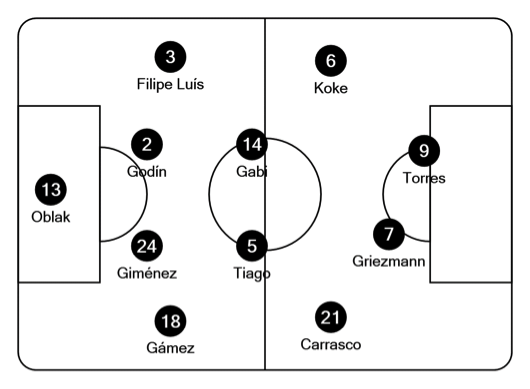 3
Filipe Luís
6
Koke
2
Godín
14
Gabi
9
Torres
13
Oblak
24
Giménez
5
Tiago
7
Griezmann
18
Gámez
21
Carrasco